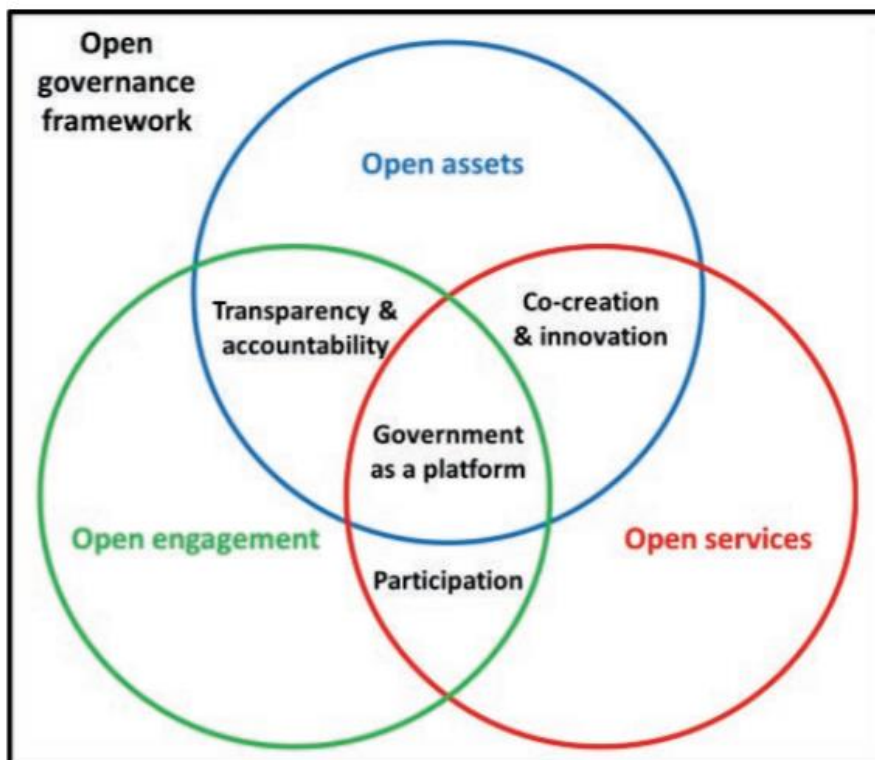 Open
governance
framework
Open assets
Transparency &
accountability
Co-creation
& innovation
Government
as a platform
Open engagement
Open services
Participation